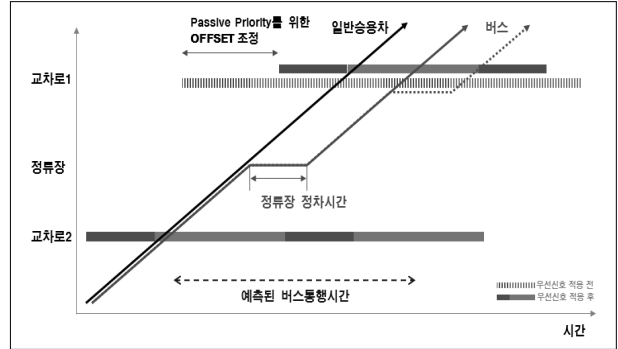 Passive Priority를 위한
OFFSET 조정
일반승용차
버스
교차로1
정류장
정류장 정차시간
교차로2
예측된 버스통행시간
우선신호 적용 전
우선신호 적용 후
시간